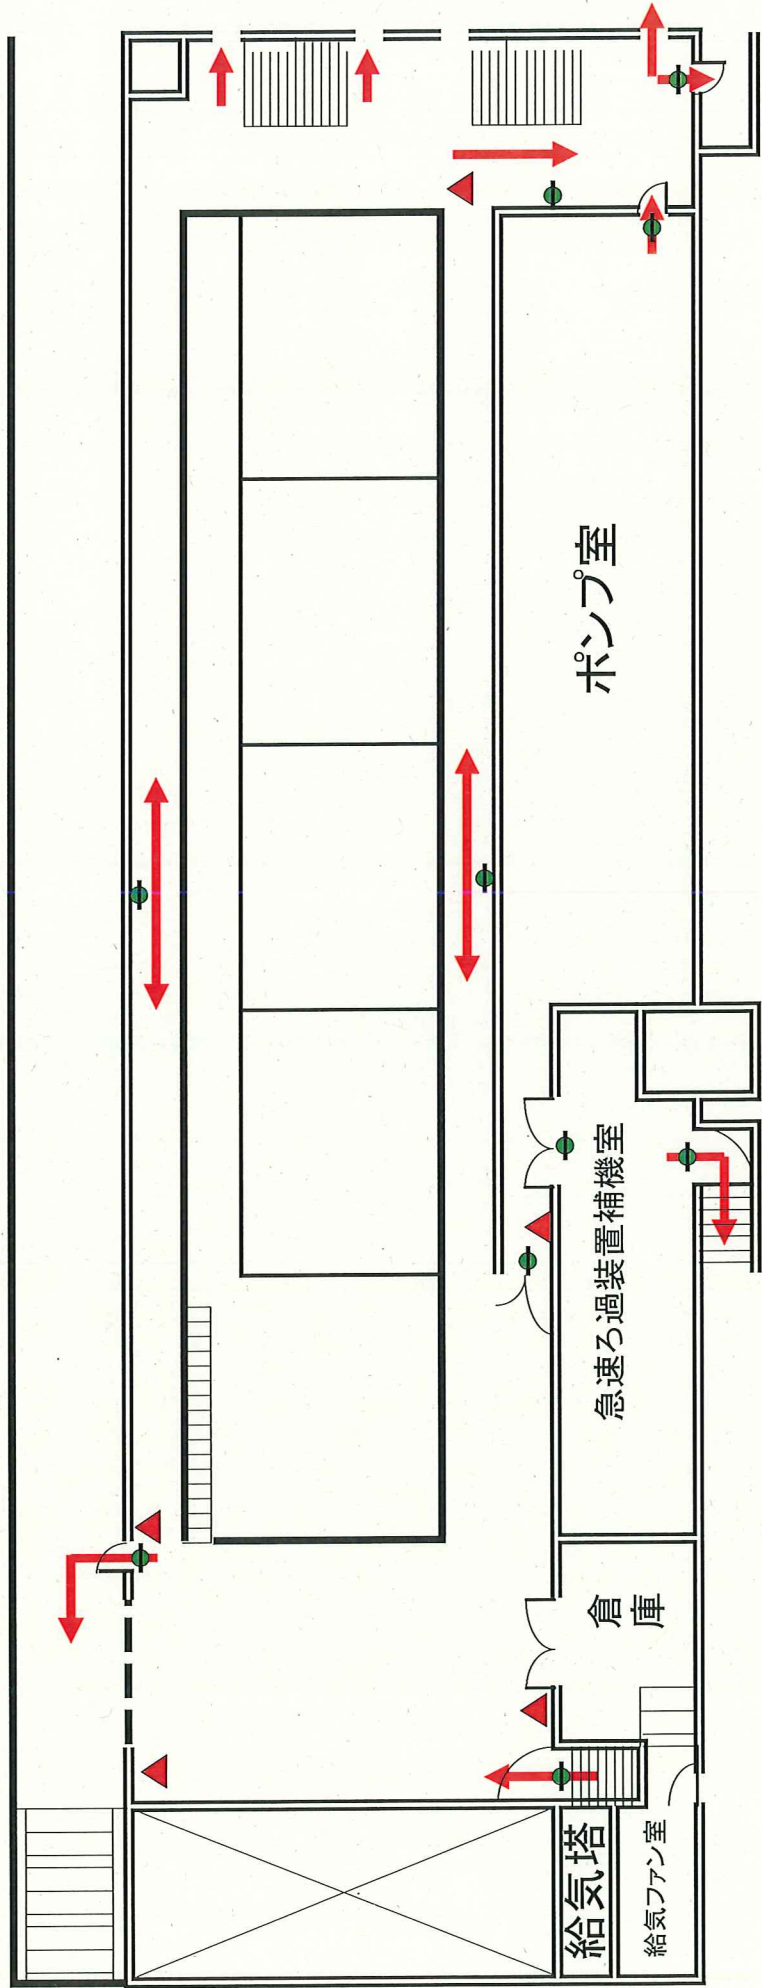 ポンプ室
急速ろ過装置補機室
倉
庫
給気塔
給気ファン室